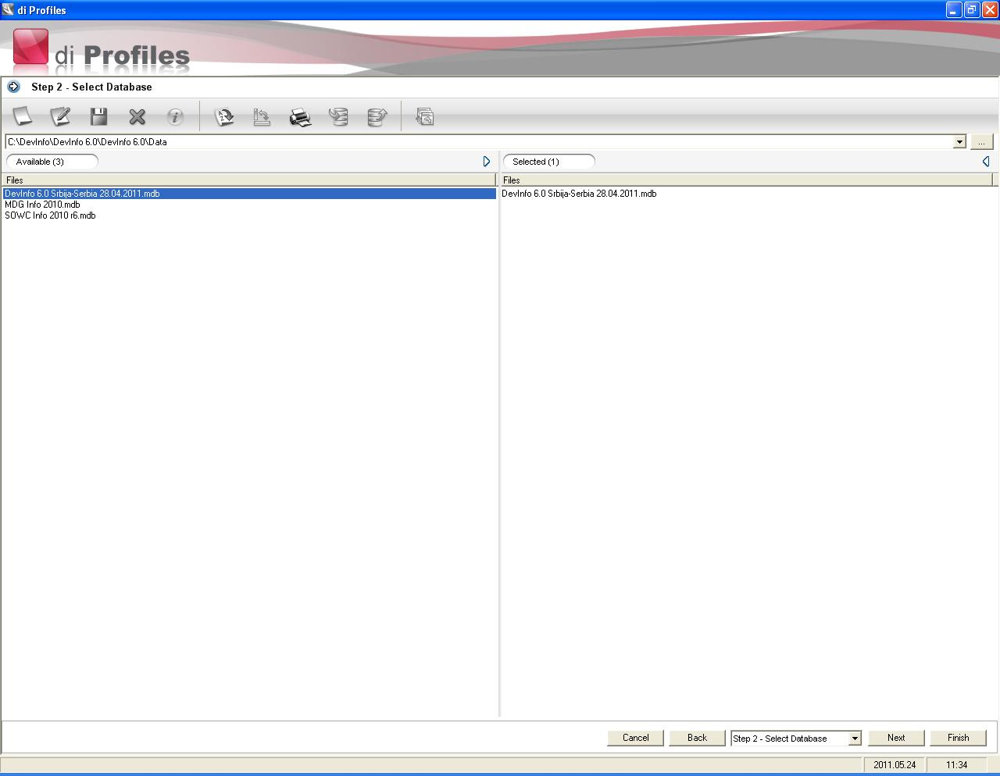 di Profiles
di Profiles
Step 2 - Select Database
C:\DevInfo\DevInfo 6.0\DevInfo 6.0\Data
...
Available (3)
Selected (1)
Files
Files
DevInfo 6.0 Srbija-Serbia 28.04.2011.mdb
DevInfo 6.0 Srbija-Serbia 28.04.2011.mdb
MDG Info 2010.mdb
SOWC Info 2010 r6.mdb
Cancel
Back
Step 2 - Select Database
Next
Finish
2011.05.24
11:34